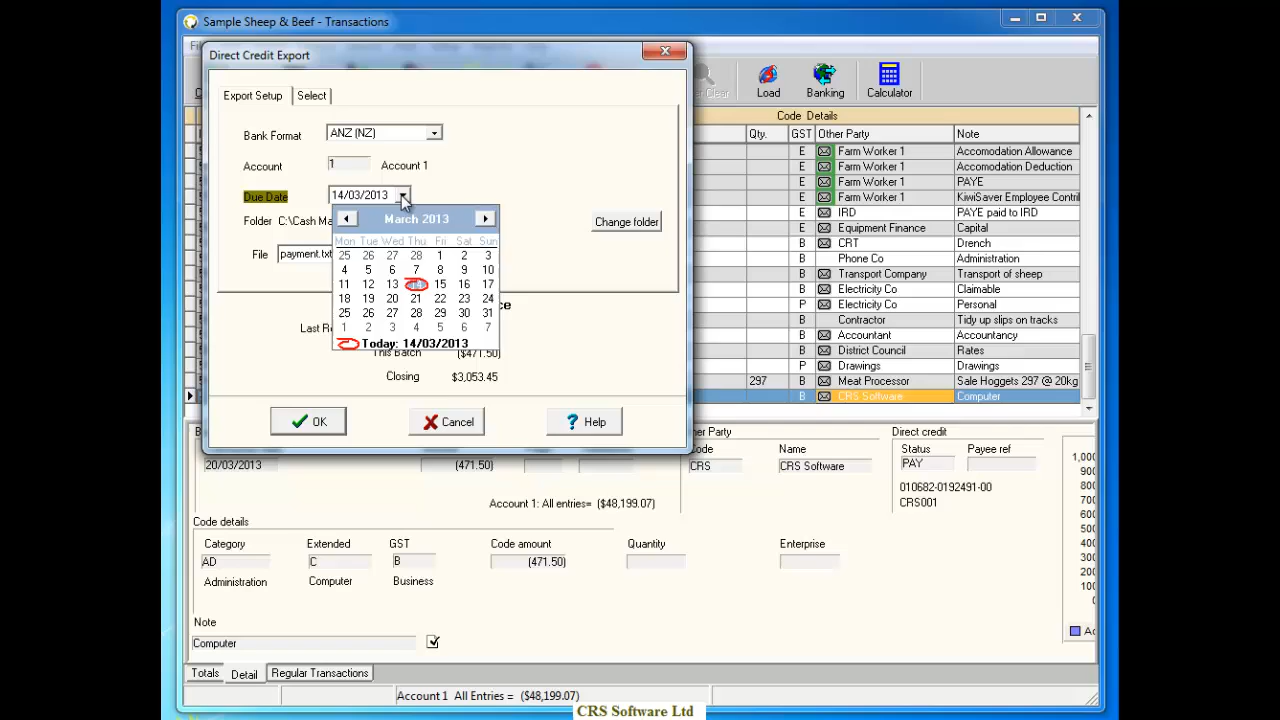 Sample Sheep & Beef - Transactions
Direct Credit Export
Export Setup
Select
Bank Format
ANZ (NZ)
Account
1
Account 1
Due Date
14/03/2013
Folder C:\Cash Ma
Change folder
File
payment.txt
March 2013
Mon Tue Wed Thu Fri Sat Sun
25 26 27 28 1 2 3
4 5 6 7 8 9 10
11 12 13 14 15 16 17
18 19 20 21 22 23 24
25 26 27 28 29 30 31
1 2 3 4 5 6 7
Today: 14/03/2013
ce
Last Re
This Batch ($471.50)
Closing $3,053.45
OK
Cancel
Help
Load
Banking
Calculator
Code Details
Qty. GST Other Party Note
E Farm Worker 1 Accomodation Allowance
E Farm Worker 1 Accomodation Deduction
E Farm Worker 1 PAYE
E Farm Worker 1 KiwiSaver Employee Contril
E IRD PAYE paid to IRD
E Equipment Finance Capital
B CRT Drench
B Phone Co Administration
B Transport Company Transport of sheep
B Electricity Co Claimable
P Electricity Co Personal
B Contractor Tidy up slips on tracks
B Accountant Accountancy
B District Council Rates
P Drawings Drawings
297 B Meat Processor Sale Hoggets 297 @ 20kg
B CRS Software Computer
20/03/2013
(471.50)
Account 1: All entries= ($48,199.07)
Code
CRS
Name
CRS Software
Direct credit
Status
PAY
Payee ref
010682-0192491-00
CRS001
Code details
Category Extended GST Code amount Quantity Enterprise
AD C B (471.50)
Administration Computer Business
Note
Computer
Totals
Detail
Regular Transactions
Account 1 All Entries = ($48,199.07)
CRS Software Ltd